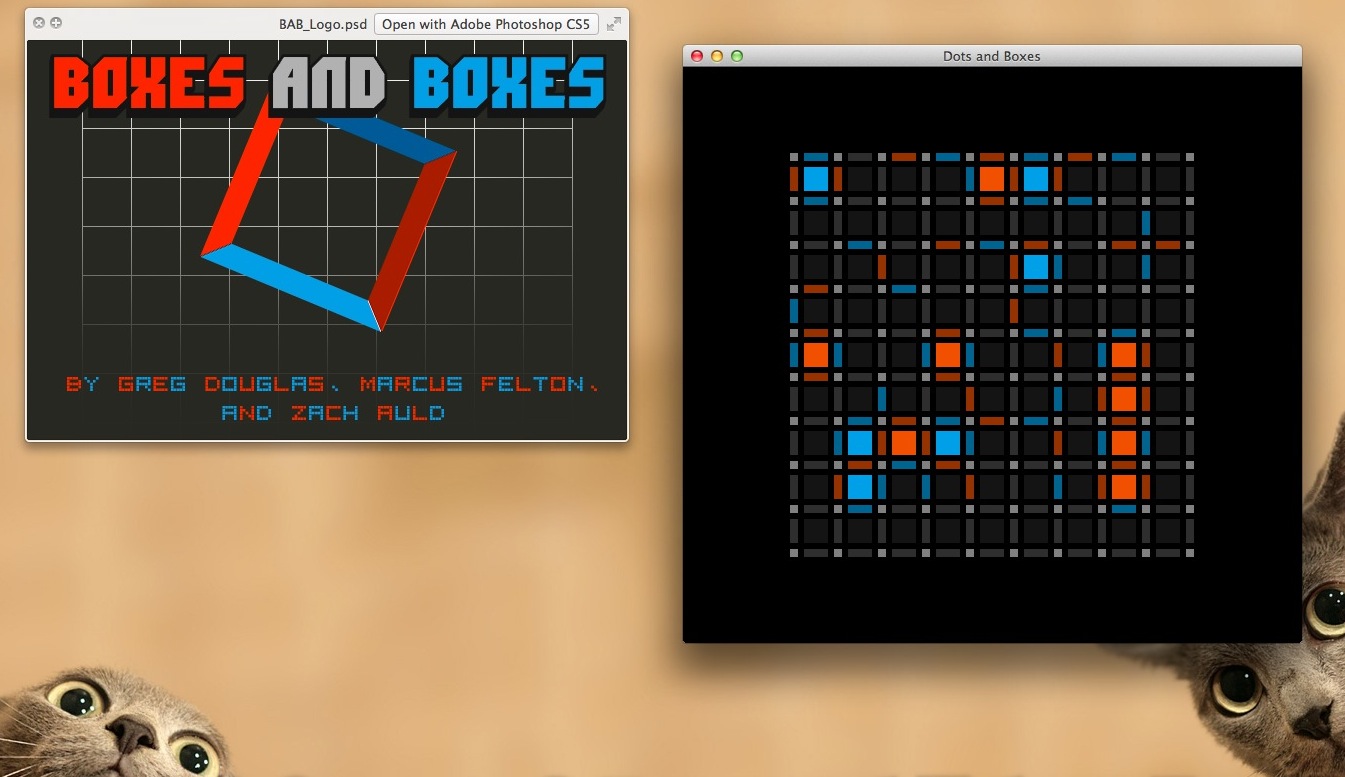 BAB_Logo.psd Open with Adobe Photoshop CS5
BOXES AND BOXES
BY GREG DOUGLAS, MARCUS FELTON,
AND ZACH AULD
Dots and Boxes